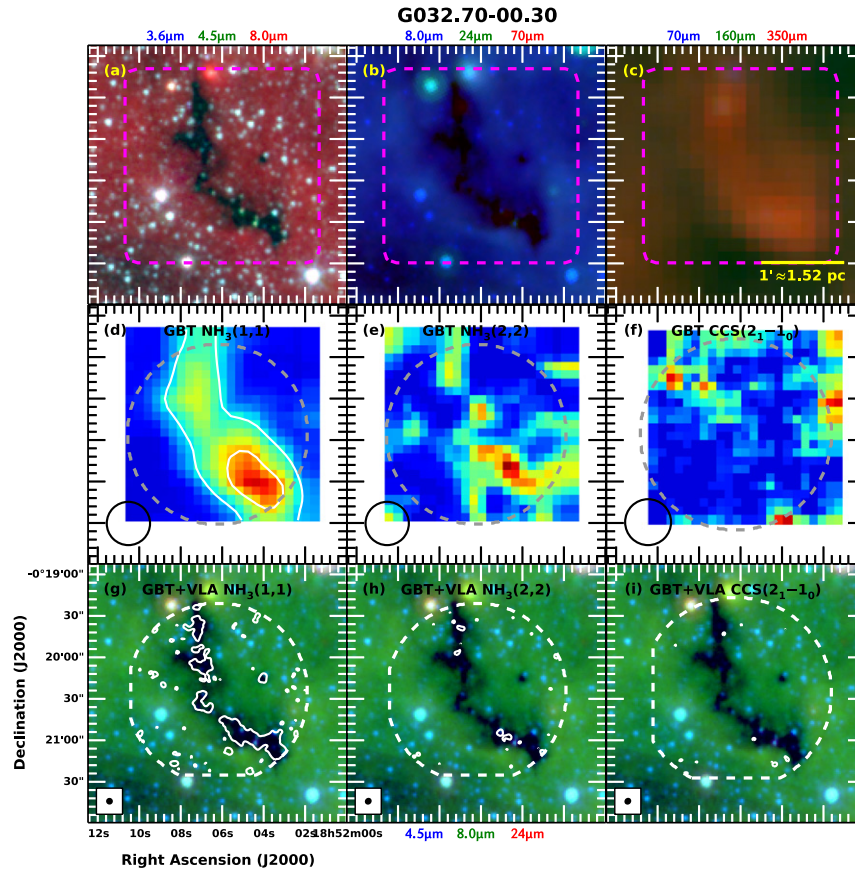 G032.70-00.30
3.6μm 4.5μm 8.0μm
8.0μm 24μm 70μm
70μm 160μm 350μm
(a)
(b)
(c)
1'≈1.52 pc
(d) GBT NH₃(1,1)
(e) GBT NH₃(2,2)
(f) GBT CCS(2₁−1₀)
(g) GBT+VLA NH₃(1,1)
(h) GBT+VLA NH₃(2,2)
(i) GBT+VLA CCS(2₁−1₀)
-0°19'00"
30"
20'00"
30"
21'00"
30"
Declination (J2000)
12s 10s 08s 06s 04s 02s 18h52m00s
4.5μm 8.0μm 24μm
Right Ascension (J2000)